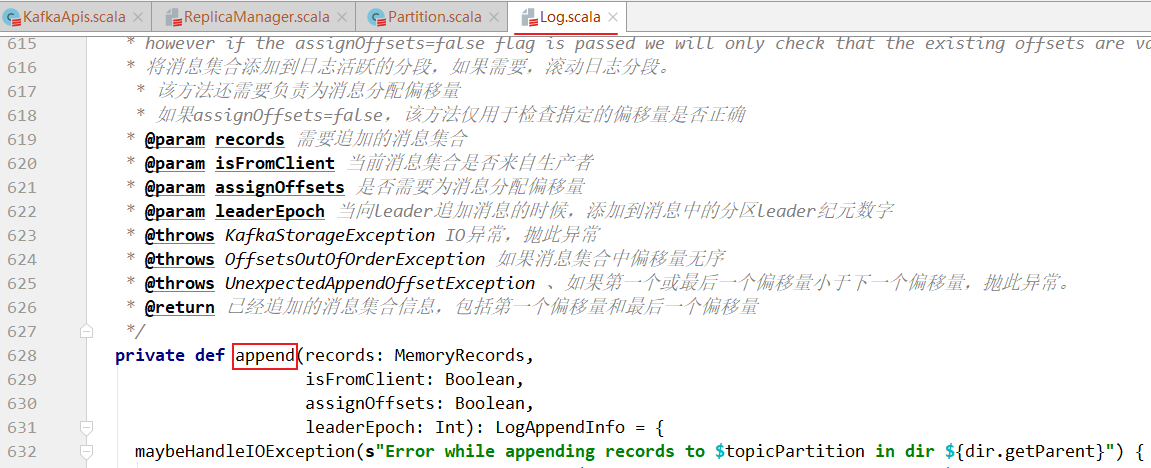 KafkaApis.scala ReplicaManager.scala Partition.scala Log.scala
615 * however if the assignOffsets=false flag is passed we will only check that the existing offsets are va
616 * 将消息集合添加到日志活跃的分段，如果需要，滚动日志分段。
617 * 该方法还需要负责为消息分配偏移量
618 * 如果assignOffsets=false，该方法仅用于检查指定的偏移量是否正确
619 * @param records 需要追加的消息集合
620 * @param isFromClient 当前消息集合是否来自生产者
621 * @param assignOffsets 是否需要为消息分配偏移量
622 * @param leaderEpoch 当向leader追加消息的时候，添加到消息中的分区leader纪元数字
623 * @throws KafkaStorageException IO异常，抛此异常
624 * @throws OffsetsOutOfOrderException 如果消息集合中偏移量无序
625 * @throws UnexpectedAppendOffsetException 、如果第一个或最后一个偏移量小于下一个偏移量，抛此异常。
626 * @return 已经追加的消息集合信息，包括第一个偏移量和最后一个偏移量
627 */
628 private def append(records: MemoryRecords,
629 isFromClient: Boolean,
630 assignOffsets: Boolean,
631 leaderEpoch: Int): LogAppendInfo = {
632 maybeHandleIOException(s"Error while appending records to $topicPartition in dir ${dir.getParent}") {